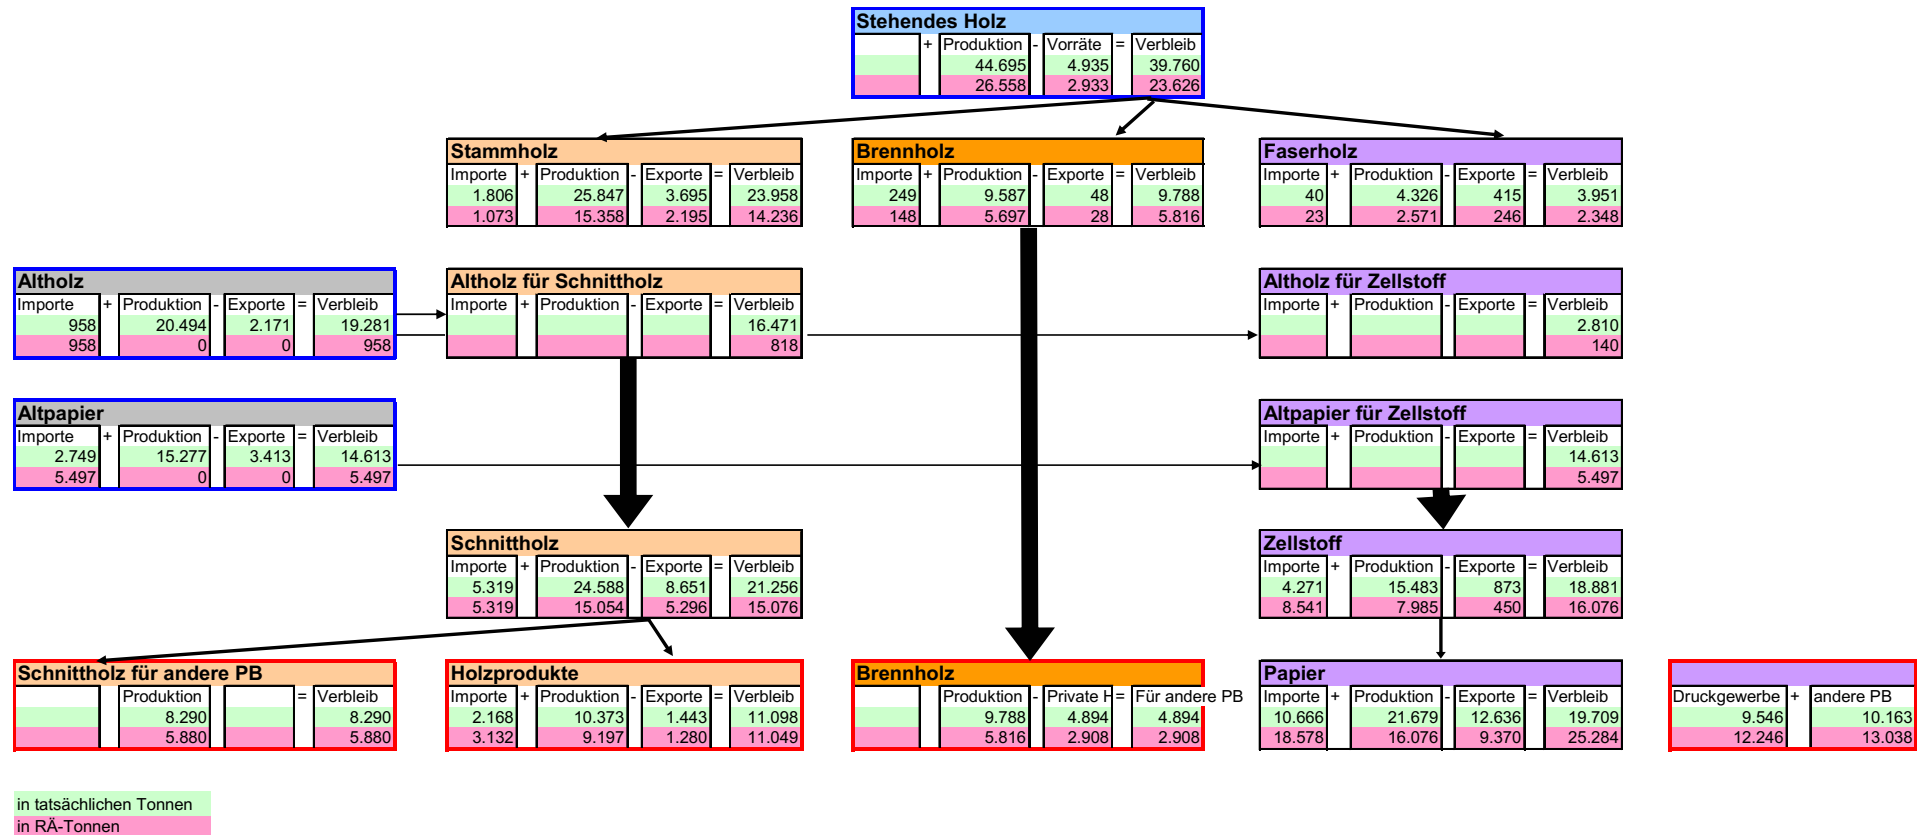 Stehendes Holz
+ Produktion - Vorräte = Verbleib
44.695 4.935 39.760
26.558 2.933 23.626
Stammholz
Importe + Produktion - Exporte = Verbleib
1.806 25.847 3.695 23.958
1.073 15.358 2.195 14.236
Brennholz
Importe + Produktion - Exporte = Verbleib
249 9.587 48 9.788
148 5.697 28 5.816
Faserholz
Importe + Produktion - Exporte = Verbleib
40 4.326 415 3.951
23 2.571 246 2.348
Altholz
Importe + Produktion - Exporte = Verbleib
958 20.494 2.171 19.281
958 0 0 958
Altholz für Schnittholz
Importe + Produktion - Exporte = Verbleib
16.471
818
Altholz für Zellstoff
Importe + Produktion - Exporte = Verbleib
2.810
140
Altpapier
Importe + Produktion - Exporte = Verbleib
2.749 15.277 3.413 14.613
5.497 0 0 5.497
Altpapier für Zellstoff
Importe + Produktion - Exporte = Verbleib
14.613
5.497
Schnittholz
Importe + Produktion - Exporte = Verbleib
5.319 24.588 8.651 21.256
5.319 15.054 5.296 15.076
Zellstoff
Importe + Produktion - Exporte = Verbleib
4.271 15.483 873 18.881
8.541 7.985 450 16.076
Schnittholz für andere PB
Produktion = Verbleib
8.290 8.290
5.880 5.880
Holzprodukte
Importe + Produktion - Exporte = Verbleib
2.168 10.373 1.443 11.098
3.132 9.197 1.280 11.049
Brennholz
Produktion - Private H = Für andere PB
9.788 4.894 4.894
5.816 2.908 2.908
Papier
Importe + Produktion - Exporte = Verbleib
10.666 21.679 12.636 19.709
18.578 16.076 9.370 25.284
Druckgewerbe + andere PB
9.546 10.163
12.246 13.038
in tatsächlichen Tonnen
in RÄ-Tonnen